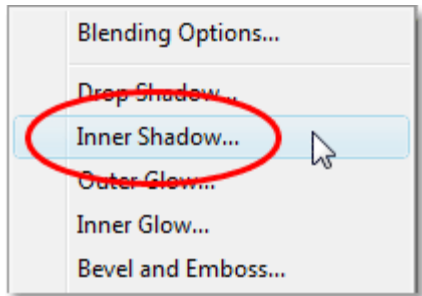 Blending Options...
Drop Shadow...
Inner Shadow...
Outer Glow...
Inner Glow...
Bevel and Emboss...